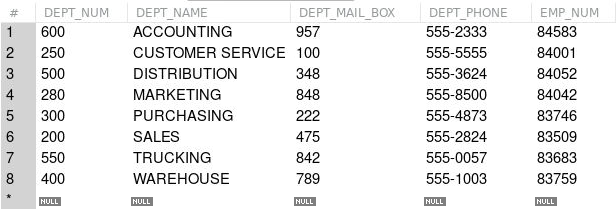 # DEPT_NUM DEPT_NAME DEPT_MAIL_BOX DEPT_PHONE EMP_NUM
1 600 ACCOUNTING 957 555-2333 84583
2 250 CUSTOMER SERVICE 100 555-5555 84001
3 500 DISTRIBUTION 348 555-3624 84052
4 280 MARKETING 848 555-8500 84042
5 300 PURCHASING 222 555-4873 83746
6 200 SALES 475 555-2824 83509
7 550 TRUCKING 842 555-0057 83683
8 400 WAREHOUSE 789 555-1003 83759
* NULL NULL NULL NULL NULL